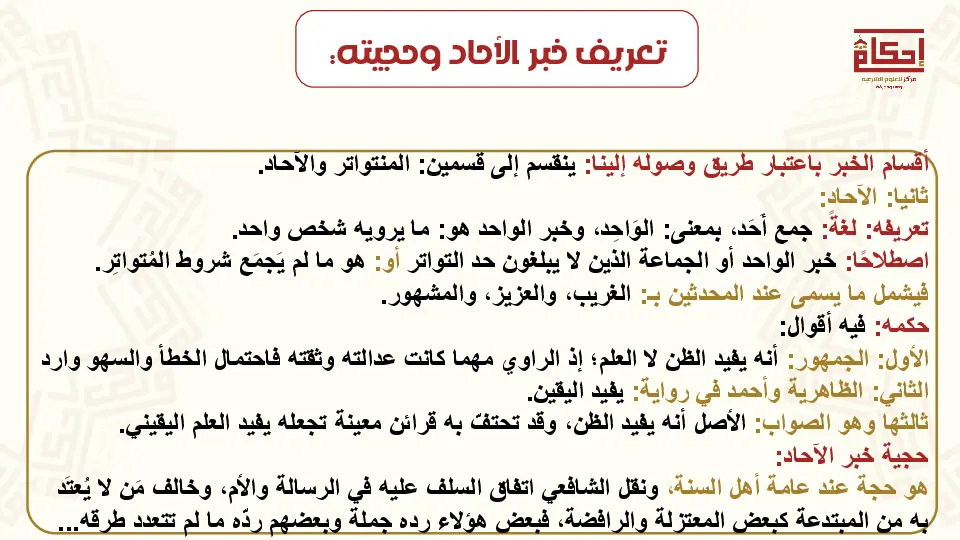 تعريف خبر الآحاد وحجيته:
إحكام
مركز للعلوم الشرعية
أقسام الخبر باعتبار طريق وصوله إلينا: ينقسم إلى قسمين: المتواتر والآحاد.
ثانيا: الآحاد:
تعريفه: لغةً: جمع أَحَد، بمعنى: الوَاحِد، وخبر الواحد هو: ما يرويه شخص واحد.
اصطلاحًا: خبر الواحد أو الجماعة الذين لا يبلغون حد التواتر أو: هو ما لم يَجمَع شروط المُتواتِر.
فيشمل ما يسمى عند المحدثين بـ: الغريب، والعزيز، والمشهور.
حكمه: فيه أقوال:
الأول: الجمهور: أنه يفيد الظن لا العلم؛ إذ الراوي مهما كانت عدالته وثقته فاحتمال الخطأ والسهو وارد
الثاني: الظاهرية وأحمد في رواية: يفيد اليقين.
ثالثها وهو الصواب: الأصل أنه يفيد الظن، وقد تحتفّ به قرائن معينة تجعله يفيد العلم اليقيني.
حجية خبر الآحاد:
هو حجة عند عامة أهل السنة، ونقل الشافعي اتفاق السلف عليه في الرسالة والأم، وخالف مَن لا يُعتَد
به من المبتدعة كبعض المعتزلة والرافضة، فبعض هؤلاء رده جملة وبعضهم ردّه ما لم تتعدد طرقه...